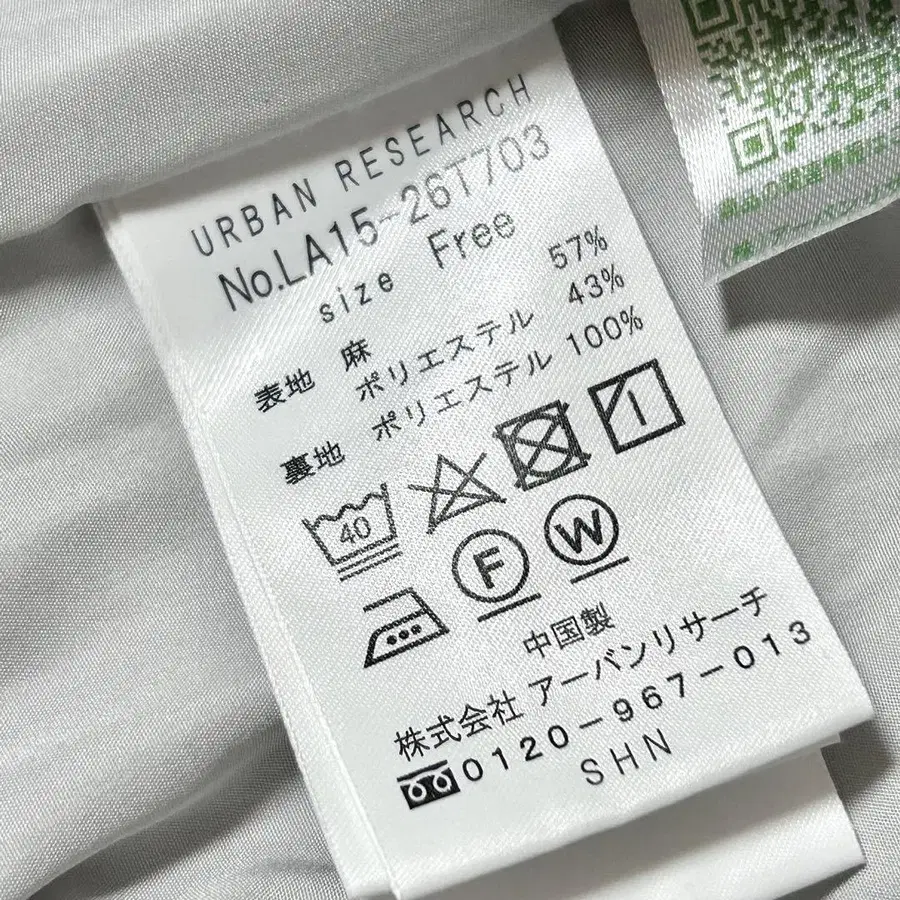 URBAN RESEARCH
No.LA15-26T703
size Free
表地 麻 57%
ポリエステル 43%
裏地 ポリエステル 100%
40
F W
中国製
株式会社 アーバンリサーチ
0120-967-013
SHN